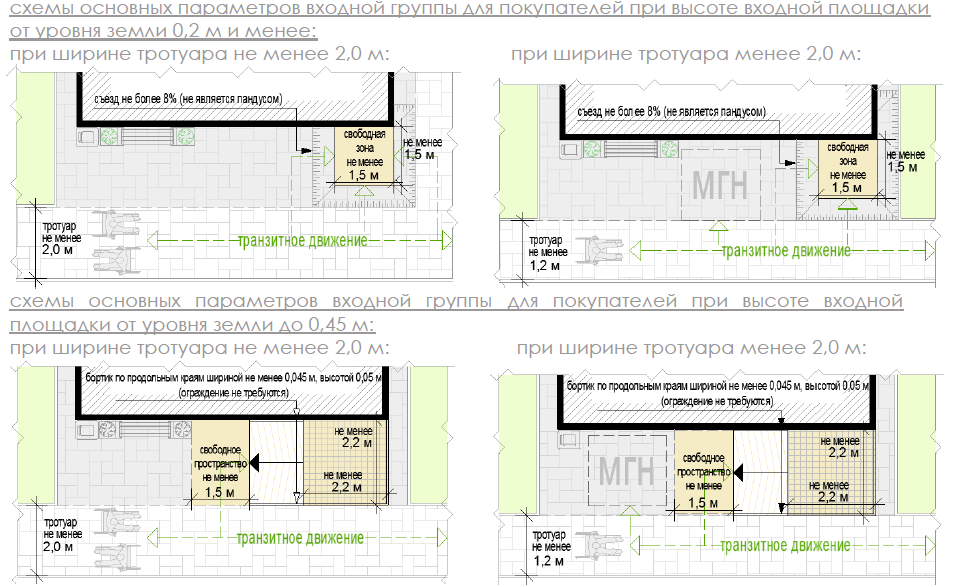 схемы основных параметров входной группы для покупателей при высоте входной площадки
от уровня земли 0,2 м и менее:
при ширине тротуара не менее 2,0 м:
при ширине тротуара менее 2,0 м:
съезд не более 8% (не является пандусом)
свободная
зона
не менее
1,5 м
не менее
1,5 м
тротуар
не менее
2,0 м
транзитное движение
съезд не более 8% (не является пандусом)
МГН
свободная
зона
не менее
1,5 м
не менее
1,5 м
тротуар
не менее
1,2 м
транзитное движение
схемы основных параметров входной группы для покупателей при высоте входной
площадки от уровня земли до 0,45 м:
при ширине тротуара не менее 2,0 м:
при ширине тротуара менее 2,0 м:
бортик по продольным краям шириной не менее 0,045 м, высотой 0,05 м
(ограждение не требуются)
свободное
пространство
не менее
1,5 м
не менее
2,2 м
не менее
2,2 м
тротуар
не менее
2,0 м
транзитное движение
бортик по продольным краям шириной не менее 0,045 м, высотой 0,05 м
(ограждение не требуются)
МГН
свободное
пространство
не менее
1,5 м
не менее
2,2 м
не менее
2,2 м
тротуар
не менее
1,2 м
транзитное движение